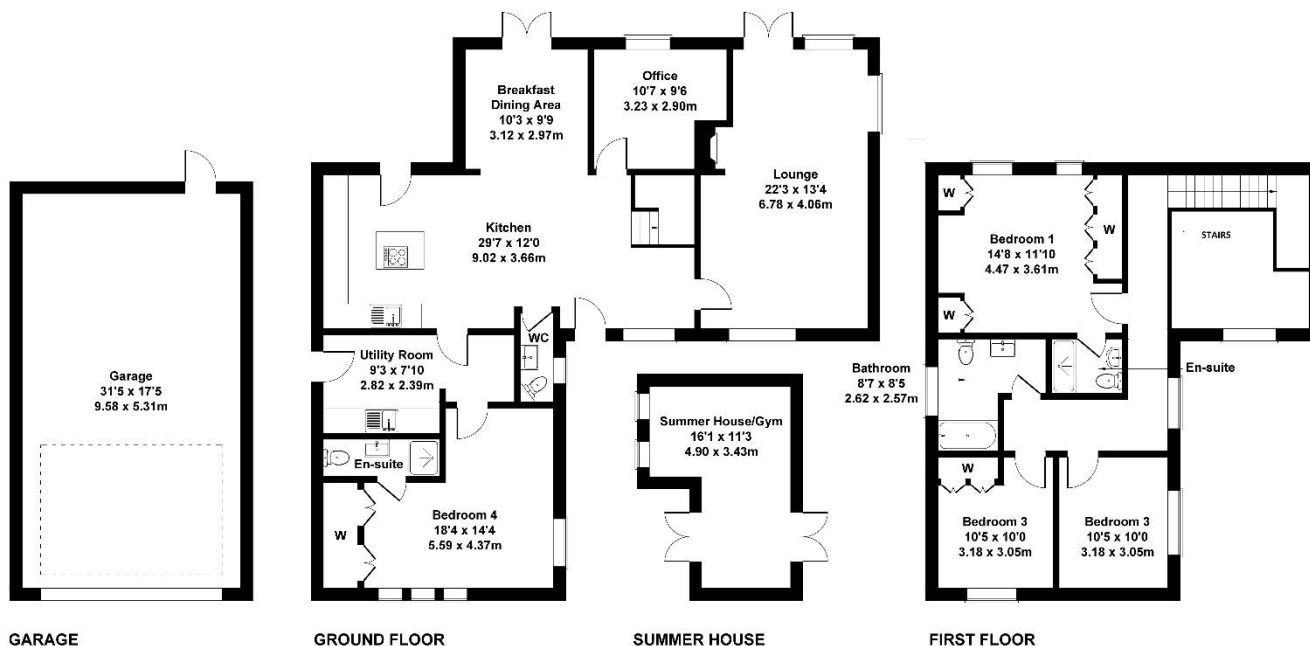 Garage
31'5 x 17'5
9.58 x 5.31m
GARAGE
Breakfast
Dining Area
10'3 x 9'9
3.12 x 2.97m
Office
10'7 x 9'6
3.23 x 2.90m
Lounge
22'3 x 13'4
6.78 x 4.06m
Kitchen
29'7 x 12'0
9.02 x 3.66m
WC
Utility Room
9'3 x 7'10
2.82 x 2.39m
En-suite
W
Bedroom 4
18'4 x 14'4
5.59 x 4.37m
GROUND FLOOR
Summer House/Gym
16'1 x 11'3
4.90 x 3.43m
SUMMER HOUSE
W
W
W
Bedroom 1
14'8 x 11'10
4.47 x 3.61m
STAIRS
Bathroom
8'7 x 8'5
2.62 x 2.57m
En-suite
W
Bedroom 3
10'5 x 10'0
3.18 x 3.05m
Bedroom 3
10'5 x 10'0
3.18 x 3.05m
FIRST FLOOR